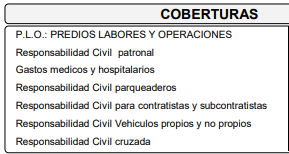 COBERTURAS
P.L.O.: PREDIOS LABORES Y OPERACIONES
Responsabilidad Civil patronal
Gastos medicos y hospitalarios
Responsabilidad Civil parqueaderos
Responsabilidad Civil para contratistas y subcontratistas
Responsabilidad Civil Vehiculos propios y no propios
Responsabilidad Civil cruzada